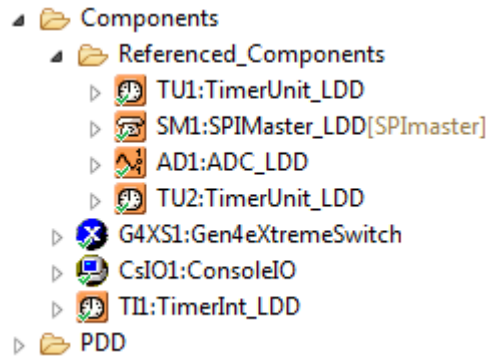 Components
Referenced_Components
TU1:TimerUnit_LDD
SM1:SPIMaster_LDD[SPImaster]
AD1:ADC_LDD
TU2:TimerUnit_LDD
G4XS1:Gen4eXtremeSwitch
CsIO1:ConsoleIO
TI1:TimerInt_LDD
PDD